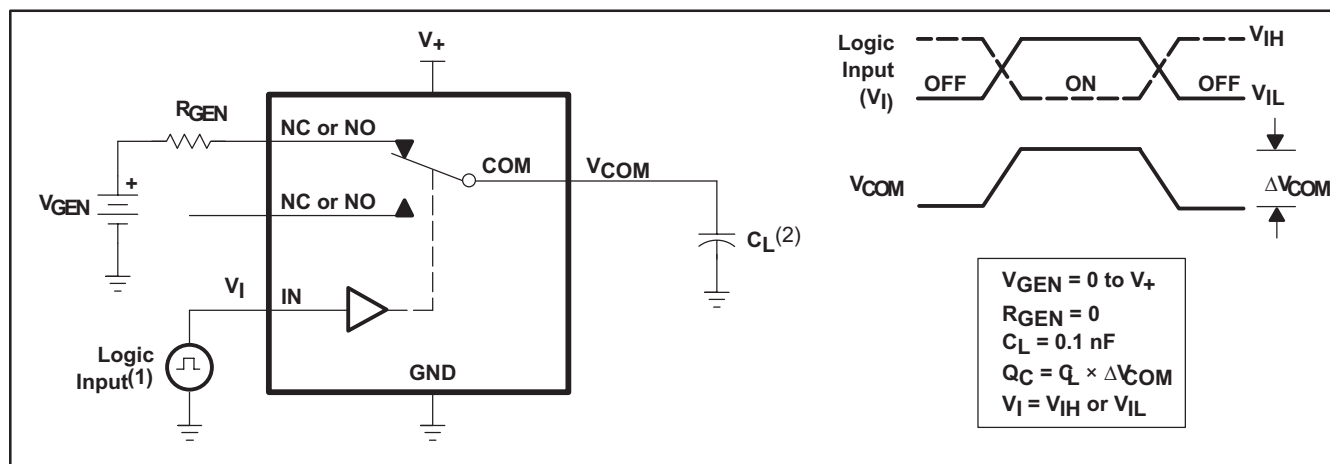 V+
RGEN
NC or NO
COM
VCOM
VGEN
+
NC or NO
CL(2)
VI
IN
Logic
Input(1)
GND
Logic
Input
(VI)
VIH
OFF
ON
OFF
VIL
VCOM
ΔVCOM
VGEN = 0 to V+
RGEN = 0
CL = 0.1 nF
QC = CL × ΔVCOM
VI = VIH or VIL